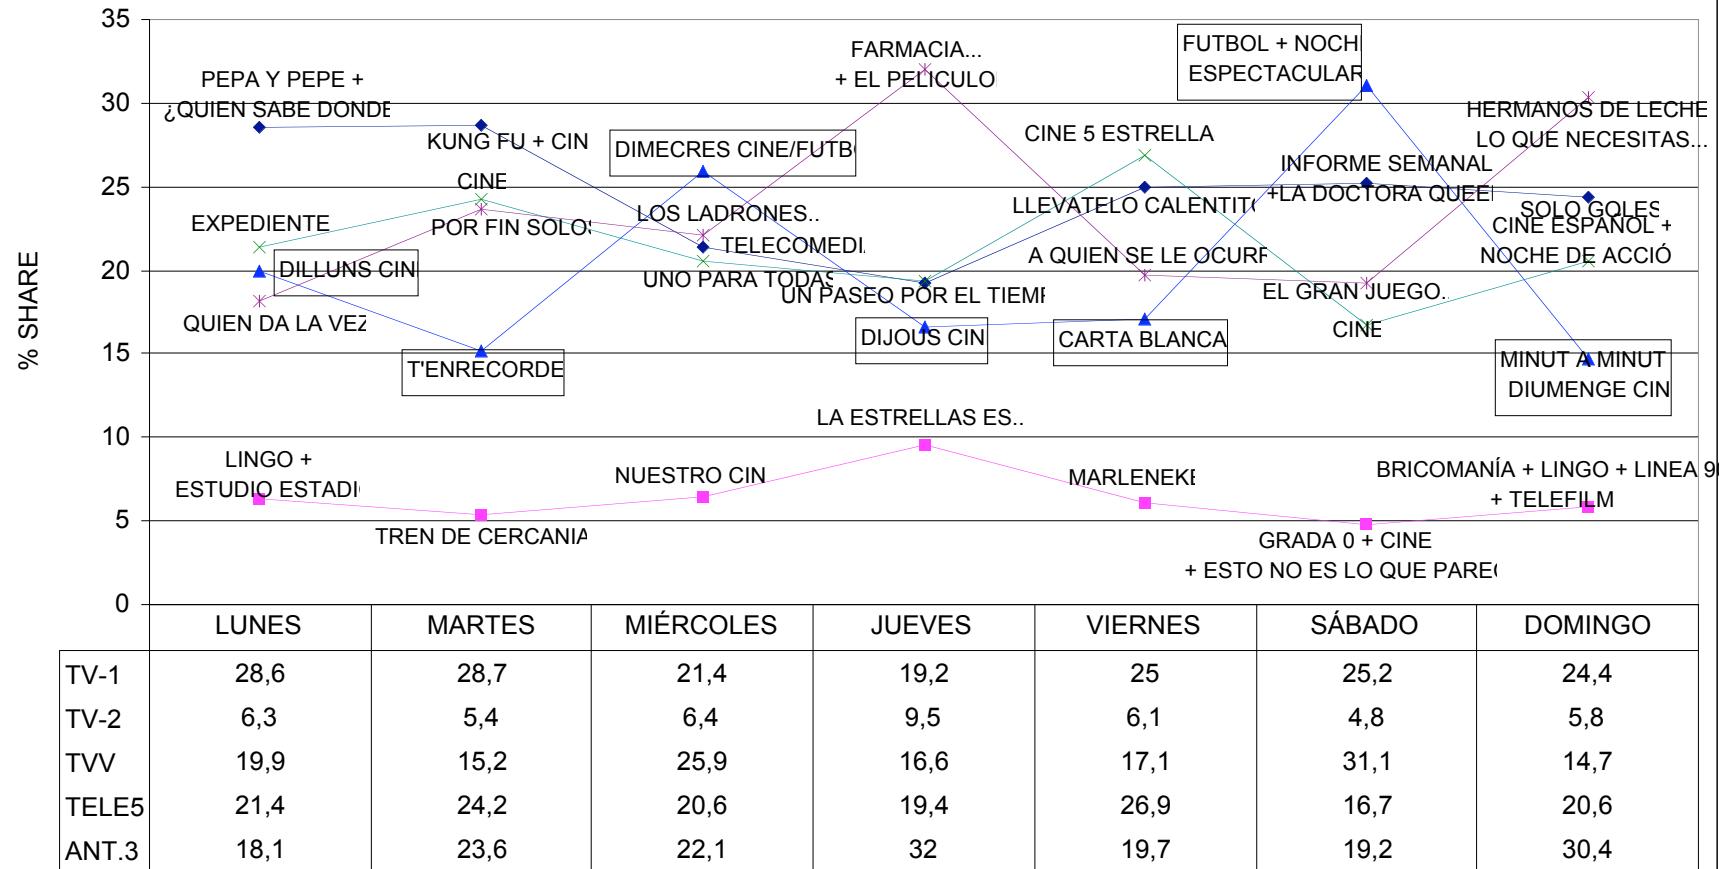 35
30
25
20
15
10
5
0
% SHARE
PEPA Y PEPE +
¿QUIEN SABE DONDE
KUNG FU + CIN
EXPEDIENTE
CINE
POR FIN SOLOS
DILLUNS CIN
QUIEN DA LA VEZ
T'ENRECORDE
DIMECRES CINE/FUTB
LOS LADRONES..
TELECOMEDI
UNO PARA TODAS
FARMACIA...
+ EL PELICULO
UN PASEO POR EL TIEMP
DIJOUS CIN
CINE 5 ESTRELLA
LLEVATELO CALENTITO
A QUIEN SE LE OCURR
CARTA BLANCA
FUTBOL + NOCH
ESPECTACULAR
INFORME SEMANAL
+LA DOCTORA QUEE
EL GRAN JUEGO..
CINE
HERMANOS DE LECHE
LO QUE NECESITAS...
SOLO GOLES
CINE ESPAÑOL +
NOCHE DE ACCIÓ
MINUT A MINUT
DIUMENGE CIN
LINGO +
ESTUDIO ESTADI
TREN DE CERCANIA
NUESTRO CIN
LA ESTRELLAS ES..
MARLENEKE
GRADA 0 + CINE
+ ESTO NO ES LO QUE PAREC
BRICOMANÍA + LINGO + LINEA 9
+ TELEFILM
LUNES MARTES MIÉRCOLES JUEVES VIERNES SÁBADO DOMINGO
TV-1 28,6 28,7 21,4 19,2 25 25,2 24,4
TV-2 6,3 5,4 6,4 9,5 6,1 4,8 5,8
TVV 19,9 15,2 25,9 16,6 17,1 31,1 14,7
TELE5 21,4 24,2 20,6 19,4 26,9 16,7 20,6
ANT.3 18,1 23,6 22,1 32 19,7 19,2 30,4